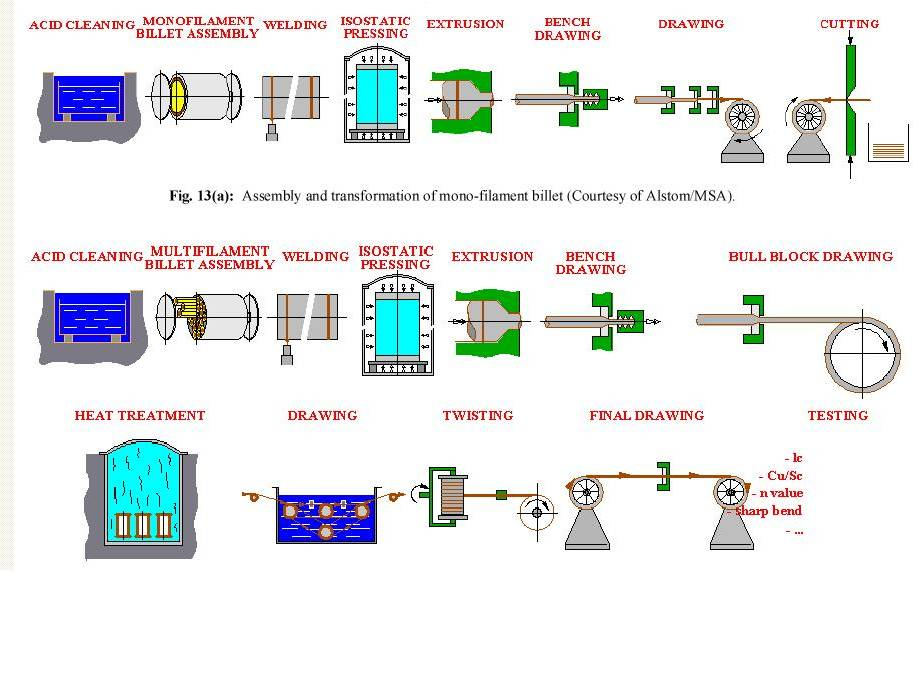 ACID CLEANING
MONOFILAMENT
BILLET ASSEMBLY
WELDING
ISOSTATIC
PRESSING
EXTRUSION
BENCH
DRAWING
DRAWING
CUTTING
Fig. 13(a): Assembly and transformation of mono-filament billet (Courtesy of Alstom/MSA).
ACID CLEANING
MULTIFILAMENT
BILLET ASSEMBLY
WELDING
ISOSTATIC
PRESSING
EXTRUSION
BENCH
DRAWING
BULL BLOCK DRAWING
HEAT TREATMENT
DRAWING
TWISTING
FINAL DRAWING
TESTING
- Ic
- Cu/Sc
- n value
- sharp bend
- ...